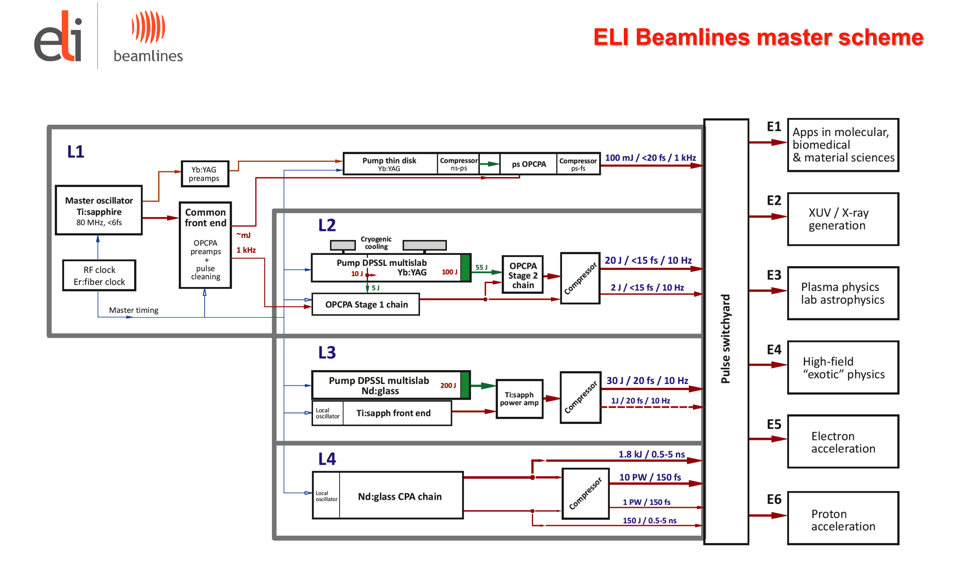 eli
beamlines
ELI Beamlines master scheme
L1
Master oscillator
Ti:sapphire
80 MHz, <6fs
RF clock
Er:fiber clock
Master timing
Yb:YAG
preamps
Common
front end
OPCPA
preamps
+
pulse
cleaning
~mJ
1 kHz
Pump thin disk
Yb:YAG
Compressor
ns-ps
ps OPCPA
Compressor
ps-fs
100 mJ / <20 fs / 1 kHz
L2
Cryogenic
cooling
Pump DPSSL multislab
Yb:YAG
10 J
100 J
55 J
5 J
OPCPA Stage 1 chain
OPCPA
Stage 2
chain
Compressor
20 J / <15 fs / 10 Hz
2 J / <15 fs / 10 Hz
L3
Pump DPSSL multislab
Nd:glass
200 J
Local
oscillator
Ti:sapph front end
Ti:sapph
power amp
Compressor
30 J / 20 fs / 10 Hz
1J / 20 fs / 10 Hz
L4
Local
oscillator
Nd:glass CPA chain
Compressor
1.8 kJ / 0.5-5 ns
10 PW / 150 fs
1 PW / 150 fs
150 J / 0.5-5 ns
Pulse switchyard
E1
Apps in molecular,
biomedical
& material sciences
E2
XUV / X-ray
generation
E3
Plasma physics
lab astrophysics
E4
High-field
“exotic” physics
E5
Electron
acceleration
E6
Proton
acceleration